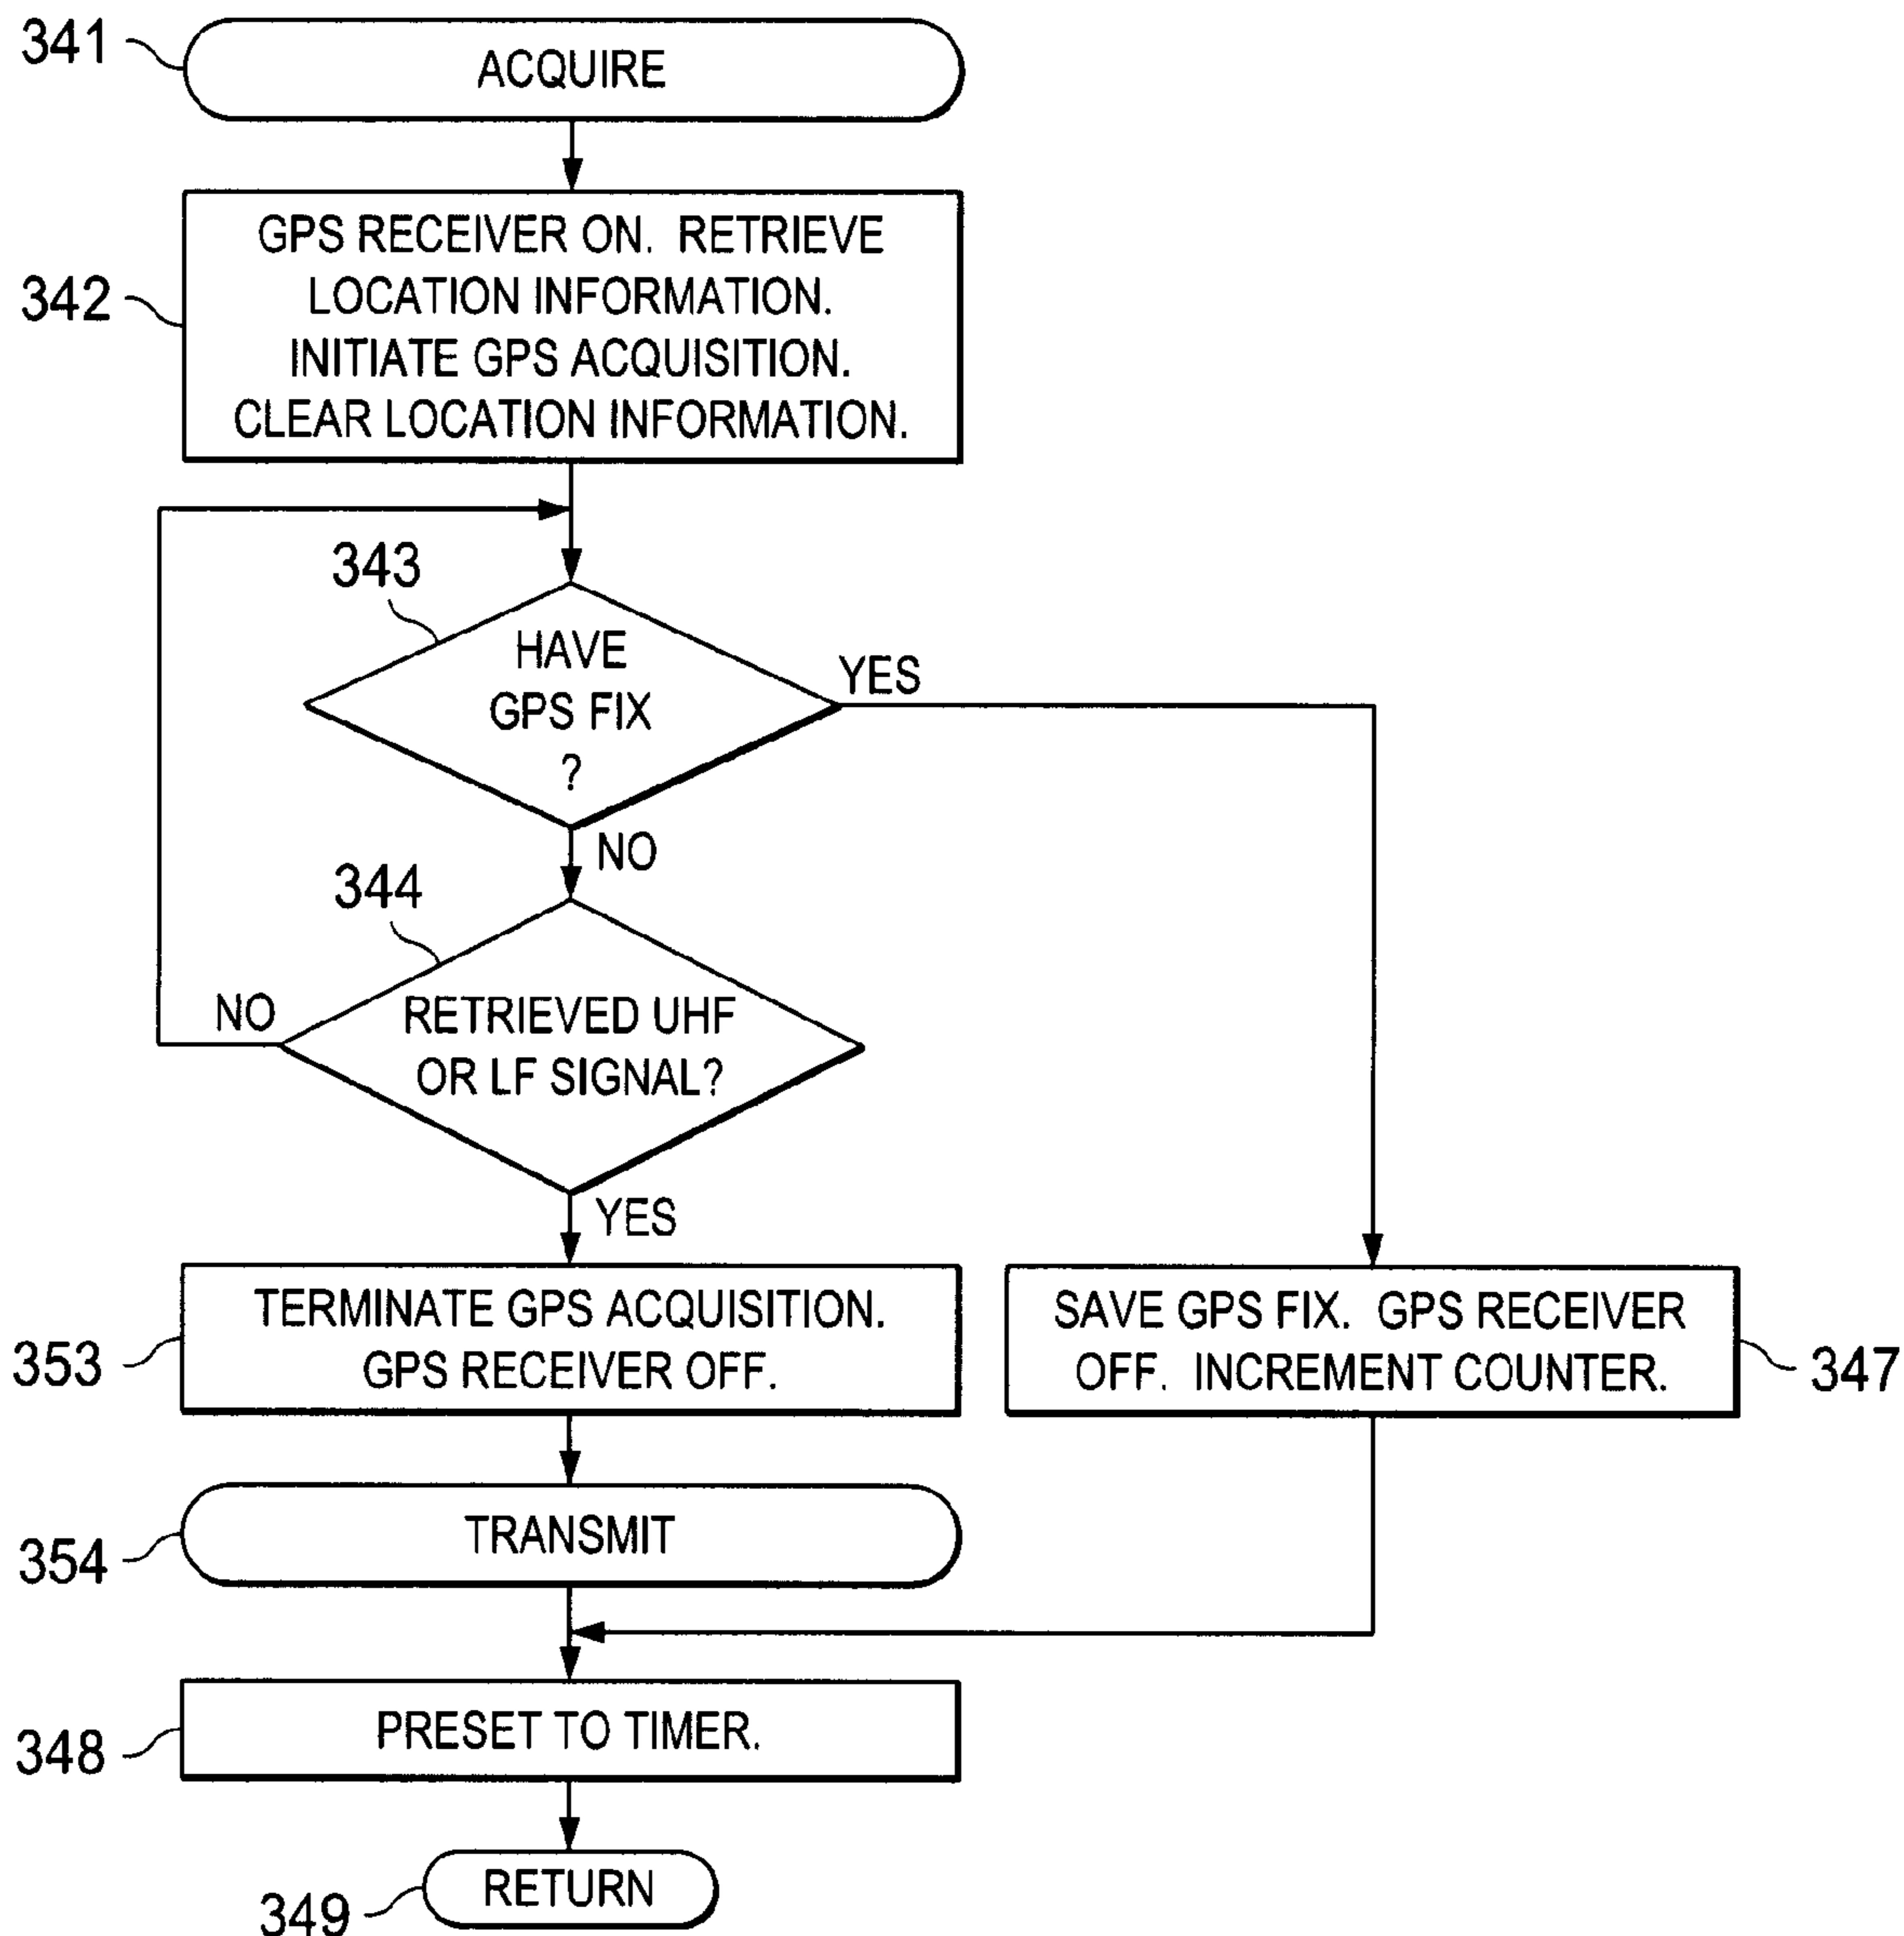 341
ACQUIRE
342
GPS RECEIVER ON. RETRIEVE
LOCATION INFORMATION.
INITIATE GPS ACQUISITION.
CLEAR LOCATION INFORMATION.
343
HAVE
GPS FIX
?
YES
NO
344
RETRIEVED UHF
OR LF SIGNAL?
NO
YES
353
TERMINATE GPS ACQUISITION.
GPS RECEIVER OFF.
SAVE GPS FIX. GPS RECEIVER
OFF. INCREMENT COUNTER.
347
354
TRANSMIT
348
PRESET TO TIMER.
349
RETURN